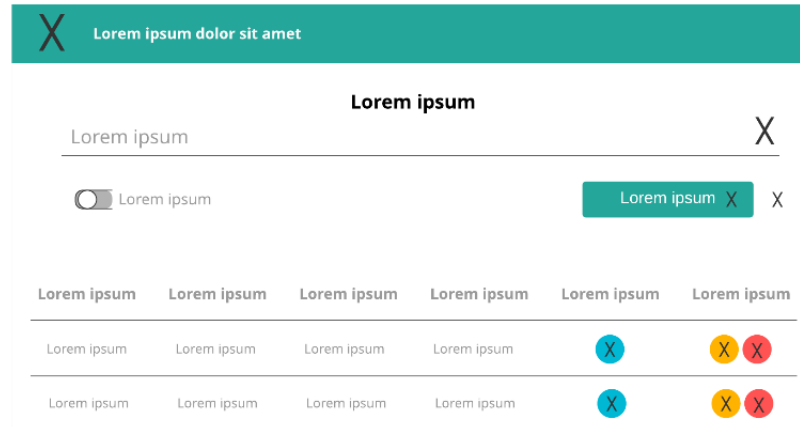 X Lorem ipsum dolor sit amet
Lorem ipsum
Lorem ipsum X
Lorem ipsum Lorem ipsum X X
Lorem ipsum Lorem ipsum Lorem ipsum Lorem ipsum Lorem ipsum Lorem ipsum
Lorem ipsum Lorem ipsum Lorem ipsum Lorem ipsum X X X
Lorem ipsum Lorem ipsum Lorem ipsum Lorem ipsum X X X